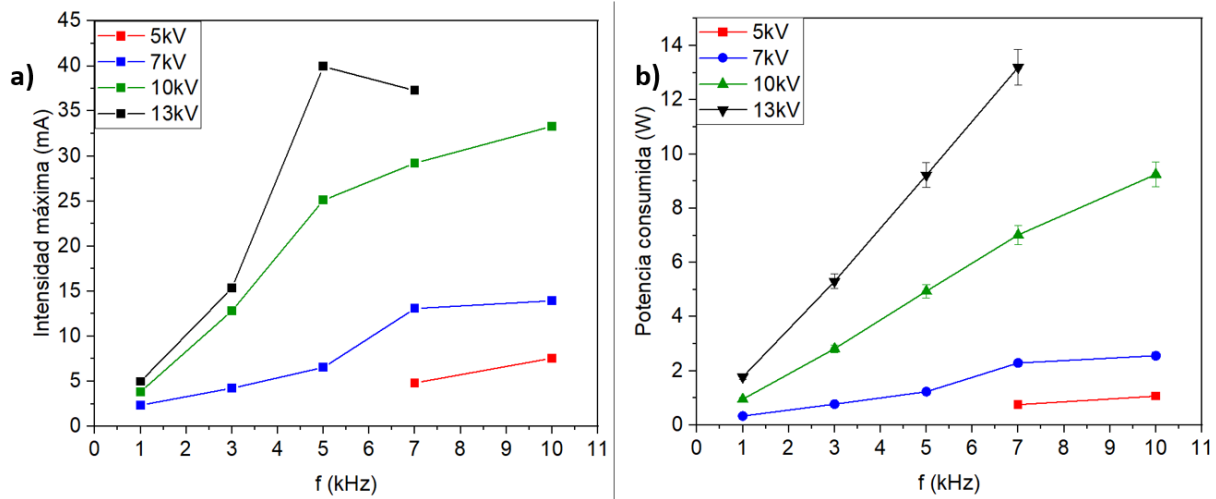 a)
Intensidad máxima (mA)
45
40
35
30
25
20
15
10
5
0
5kV
7kV
10kV
13kV
0 1 2 3 4 5 6 7 8 9 10 11
f (kHz)
b)
Potencia consumida (W)
14
12
10
8
6
4
2
0
5kV
7kV
10kV
13kV
0 1 2 3 4 5 6 7 8 9 10 11
f (kHz)